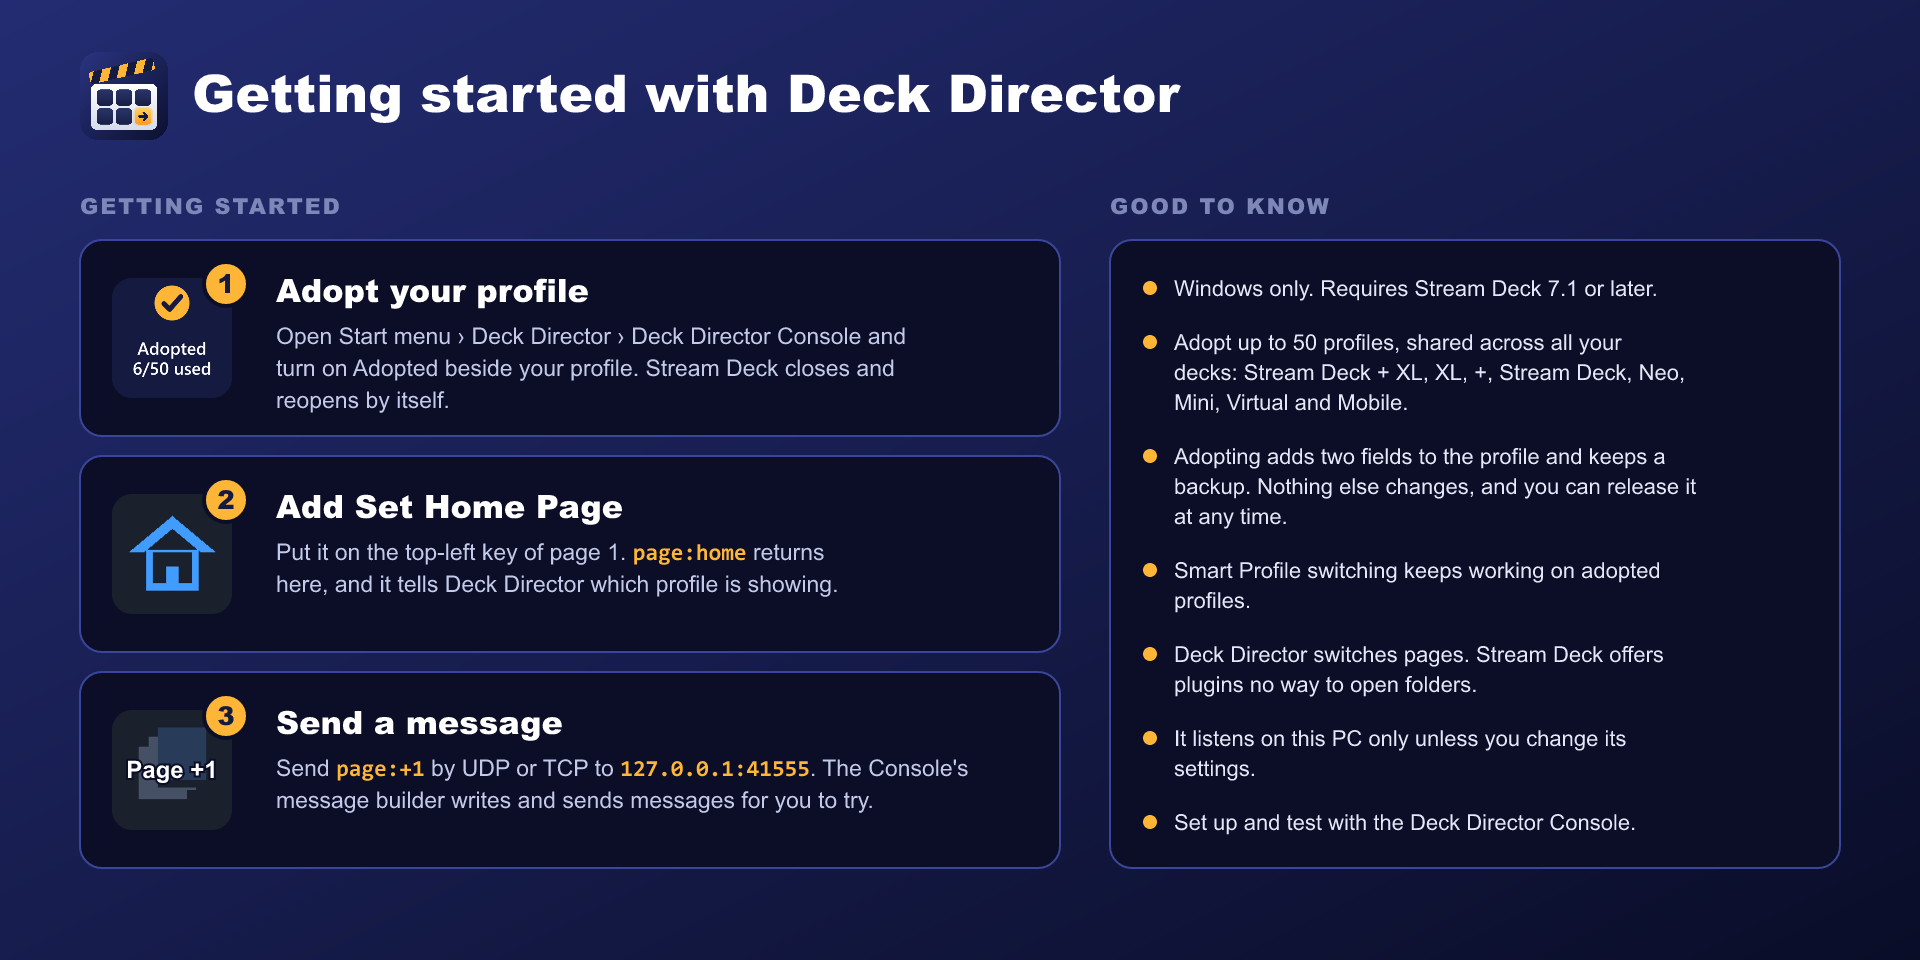 Getting started with Deck Director
GETTING STARTED
1
Adopted
6/50 used
Adopt your profile
Open Start menu › Deck Director › Deck Director Console and
turn on Adopted beside your profile. Stream Deck closes and
reopens by itself.
2
Add Set Home Page
Put it on the top-left key of page 1. page:home returns
here, and it tells Deck Director which profile is showing.
3
Page +1
Send a message
Send page:+1 by UDP or TCP to 127.0.0.1:41555. The Console's
message builder writes and sends messages for you to try.
GOOD TO KNOW
Windows only. Requires Stream Deck 7.1 or later.
Adopt up to 50 profiles, shared across all your
decks: Stream Deck + XL, XL, +, Stream Deck, Neo,
Mini, Virtual and Mobile.
Adopting adds two fields to the profile and keeps a
backup. Nothing else changes, and you can release it
at any time.
Smart Profile switching keeps working on adopted
profiles.
Deck Director switches pages. Stream Deck offers
plugins no way to open folders.
It listens on this PC only unless you change its
settings.
Set up and test with the Deck Director Console.